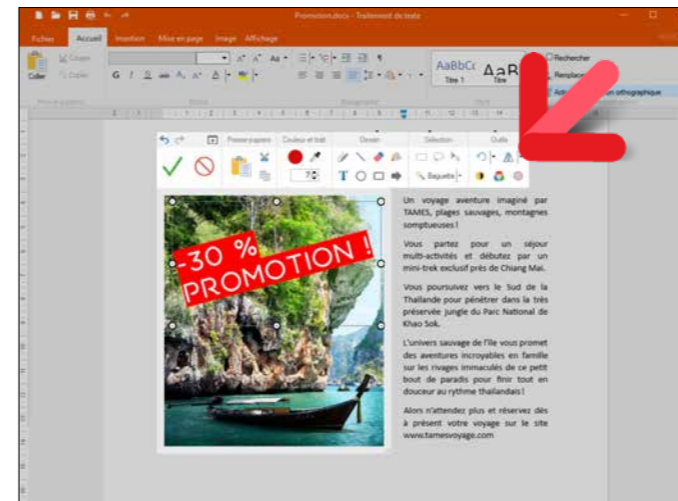 Promotion.docx - Traitement de texte
Fichier Accueil Insertion Mise en page Image Affichage
Coller Couper Copier
G I S
AaBbCc AaB
Titre 1 Titre
Rechercher
Remplacer
orthographique
Presse-papiers Couleur et trait Dessin Sélection Outils
T Baguette
-30 %
PROMOTION !
Un voyage aventure imaginé par
TAMES, plages sauvages, montagnes
somptueuses !
Vous partez pour un séjour
multi-activités et débutez par un
mini-trek exclusif près de Chiang Mai.
Vous poursuivez vers le Sud de la
Thaïlande pour pénétrer dans la très
préservée jungle du Parc National de
Khao Sok.
L'univers sauvage de l'île vous promet
des aventures incroyables en famille
sur les rivages immaculés de ce petit
bout de paradis pour finir tout en
douceur au rythme thaïlandais !
Alors n'attendez plus et réservez dès
à présent votre voyage sur le site
www.tamesvoyage.com